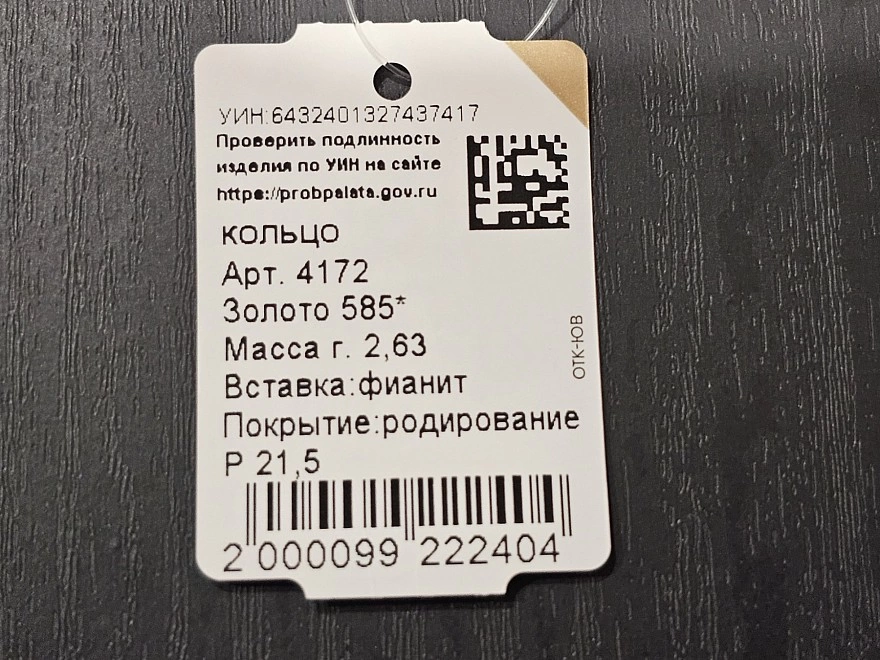 УИН:6432401327437417
Проверить подлинность
изделия по УИН на сайте
https://probpalata.gov.ru
кольцо
Арт. 4172
Золото 585*
Масса г. 2,63
Вставка:фианит
Покрытие:родирование
Р 21,5
ОТК-ЮВ
2 000099 222404